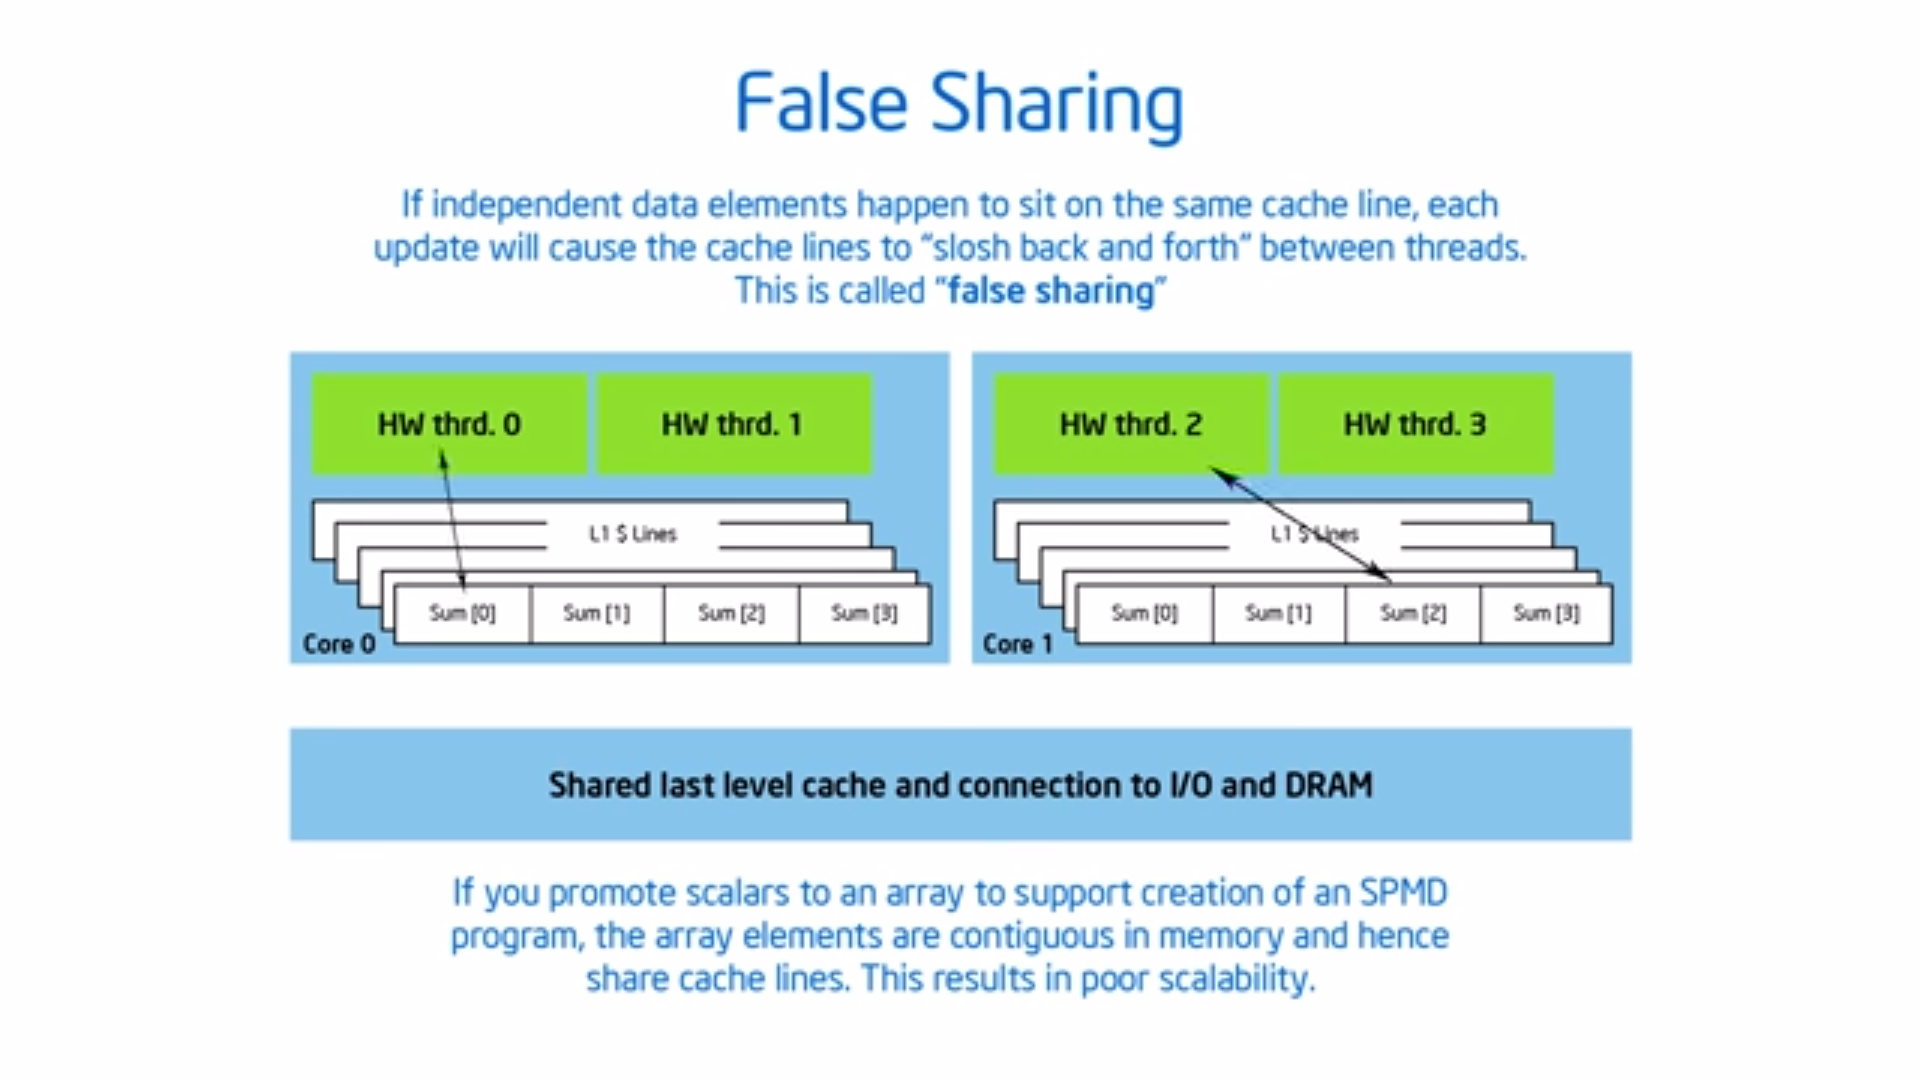 False Sharing
If independent data elements happen to sit on the same cache line, each
update will cause the cache lines to “slosh back and forth” between threads.
This is called “false sharing”
HW thrd. 0
HW thrd. 1
L1 $ Lines
Sum [0]
Sum [1]
Sum [2]
Sum [3]
Core 0
HW thrd. 2
HW thrd. 3
L1 $ Lines
Sum [0]
Sum [1]
Sum [2]
Sum [3]
Core 1
Shared last level cache and connection to I/O and DRAM
If you promote scalars to an array to support creation of an SPMD
program, the array elements are contiguous in memory and hence
share cache lines. This results in poor scalability.